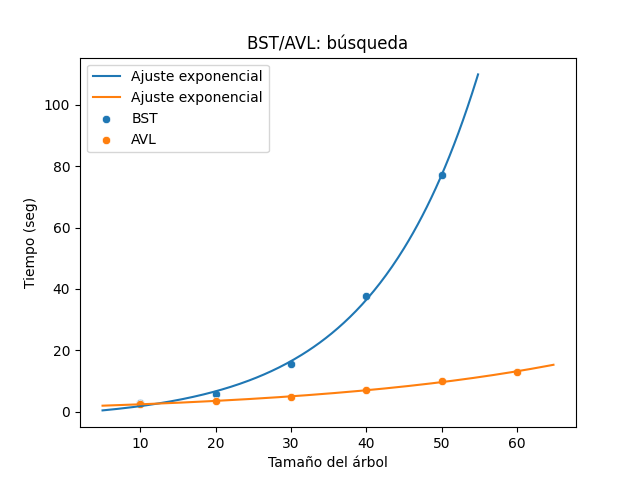 BST/AVL: búsqueda
Ajuste exponencial
Ajuste exponencial
BST
AVL
Tiempo (seg)
100
80
60
40
20
0
10 20 30 40 50 60
Tamaño del árbol